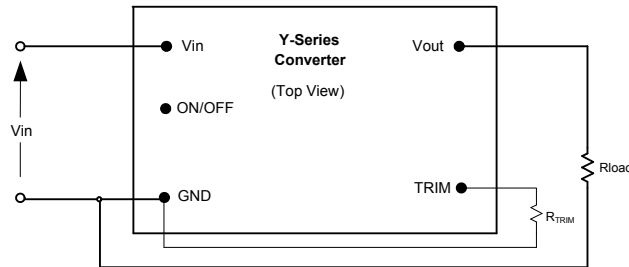 Y-Series
Converter
(Top View)
Vin
Vout
ON/OFF
Vin
Rload
GND
TRIM
RTRIM